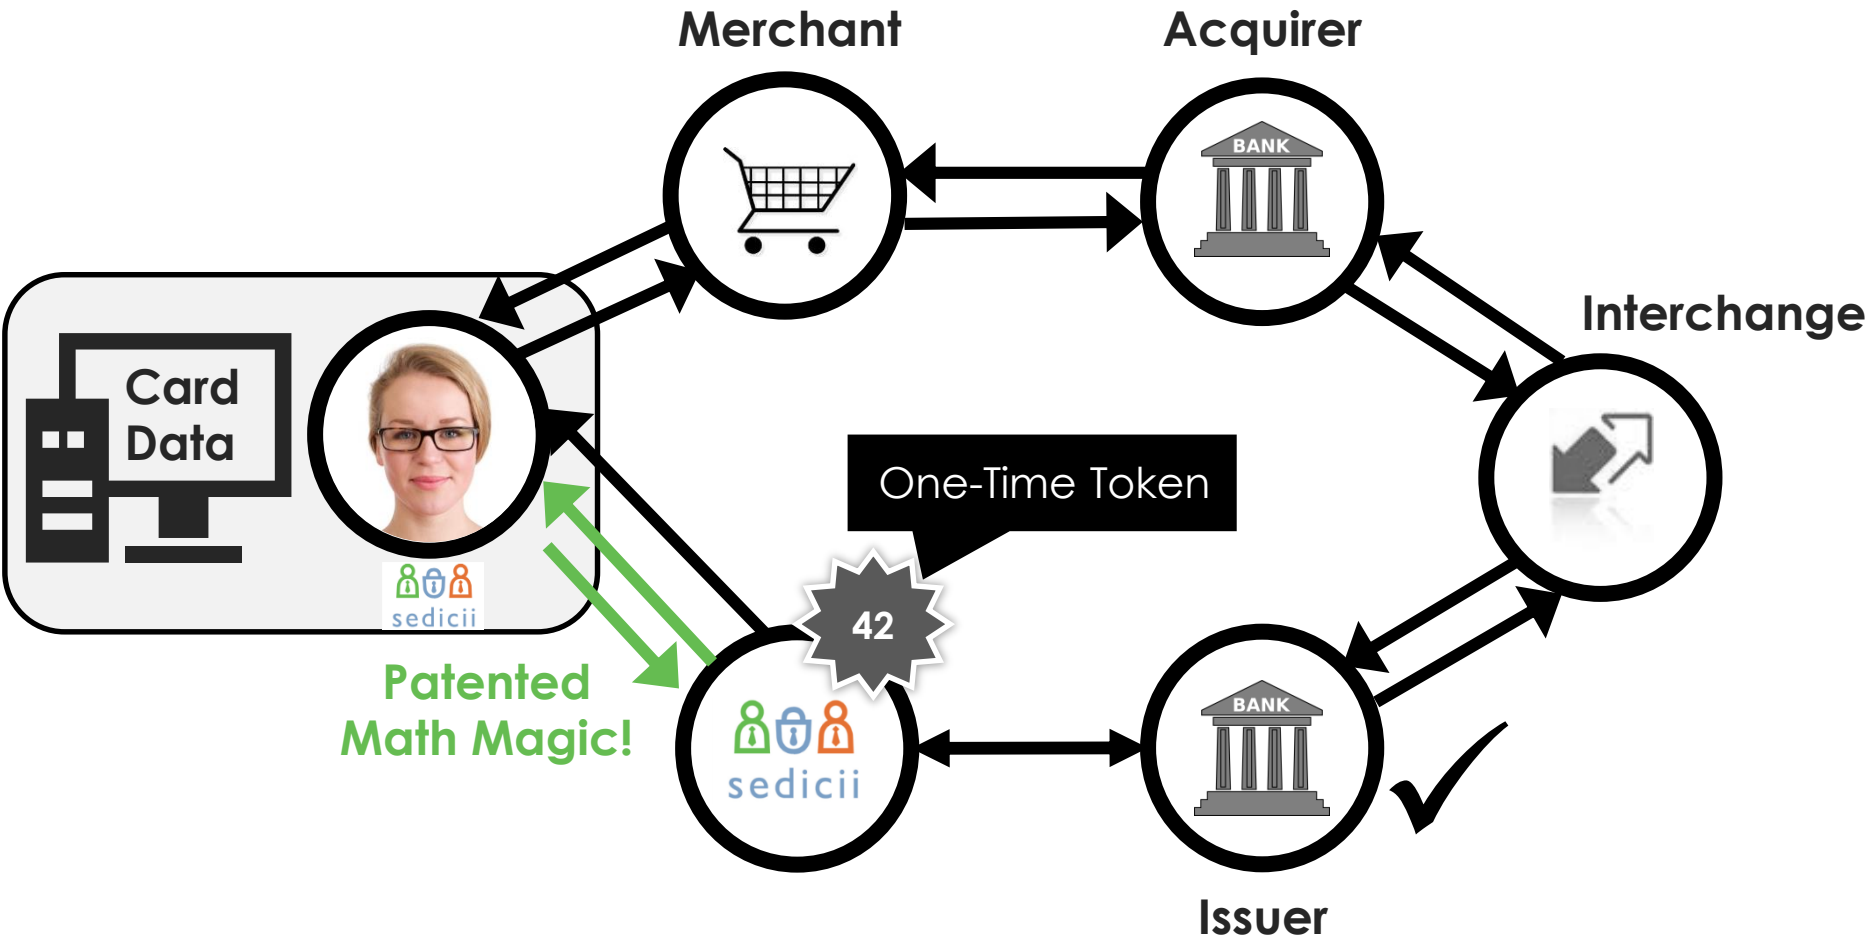 Merchant
Acquirer
BANK
Interchange
Card
Data
One-Time Token
sedicii
42
Patented
Math Magic!
BANK
sedicii
Issuer